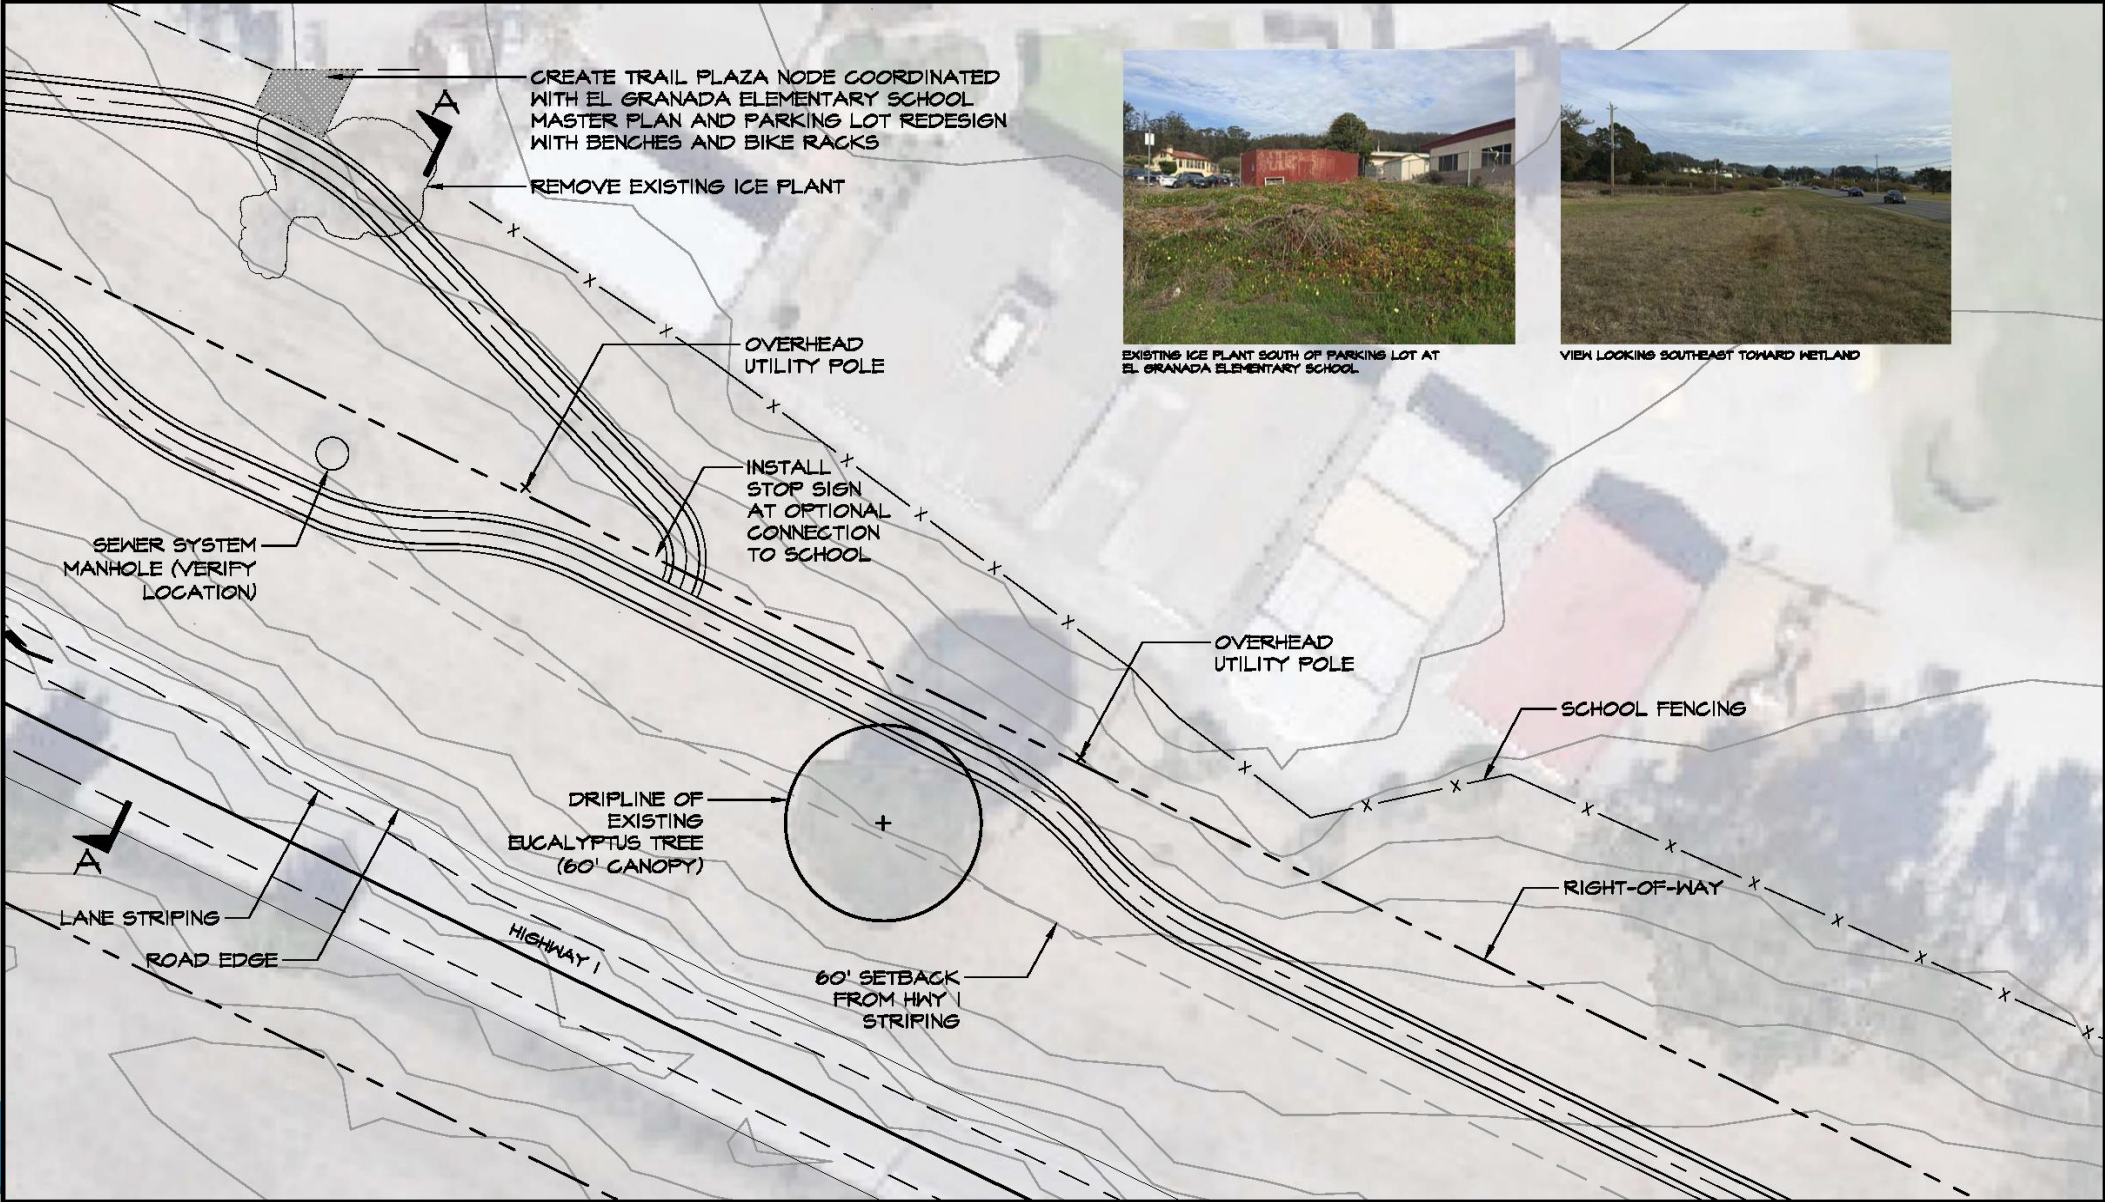 CREATE TRAIL PLAZA NODE COORDINATED
WITH EL GRANADA ELEMENTARY SCHOOL
MASTER PLAN AND PARKING LOT REDESIGN
WITH BENCHES AND BIKE RACKS
A
REMOVE EXISTING ICE PLANT
EXISTING ICE PLANT SOUTH OF PARKING LOT AT
EL GRANADA ELEMENTARY SCHOOL
VIEW LOOKING SOUTHEAST TOWARD WETLAND
OVERHEAD
UTILITY POLE
INSTALL
STOP SIGN
AT OPTIONAL
CONNECTION
TO SCHOOL
SEWER SYSTEM
MANHOLE (VERIFY
LOCATION)
OVERHEAD
UTILITY POLE
SCHOOL FENCING
DRIPLINE OF
EXISTING
EUCALYPTUS TREE
(60' CANOPY)
A
RIGHT-OF-WAY
LANE STRIPING
ROAD EDGE
HIGHWAY 1
60' SETBACK
FROM HWY 1
STRIPING